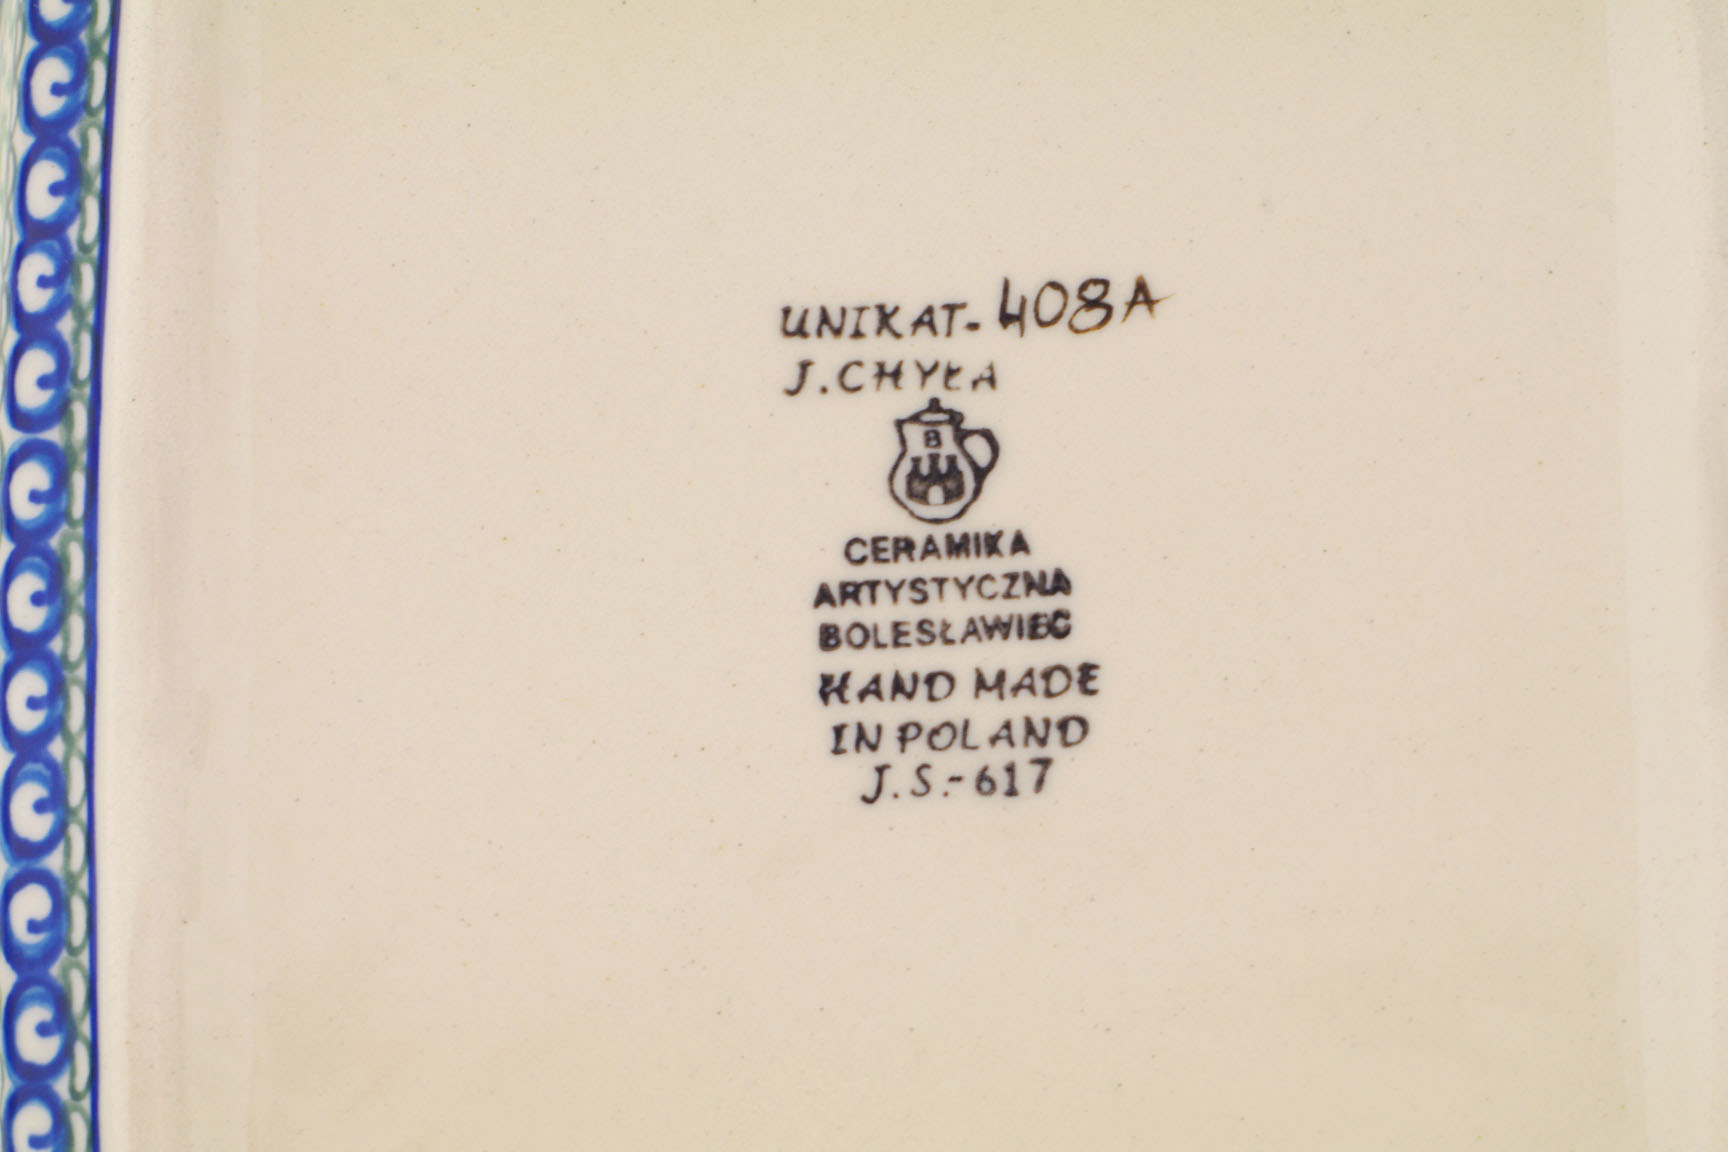 UNIKAT-408A
J.CHYŁA
B
CERAMIKA
ARTYSTYCZNA
BOLESŁAWIEC
HAND MADE
IN POLAND
J.S.-617